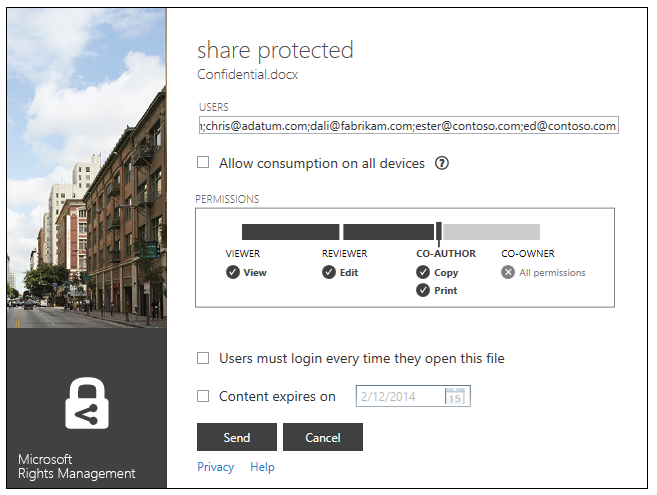 share protected
Confidential.docx
USERS
;chris@adatum.com;dali@fabrikam.com;ester@contoso.com;ed@contoso.com
Allow consumption on all devices ?
PERMISSIONS
VIEWER REVIEWER CO-AUTHOR CO-OWNER
View Edit Copy All permissions
Print
Users must login every time they open this file
Content expires on 2/12/2014 15
Send Cancel
Privacy Help
Microsoft
Rights Management